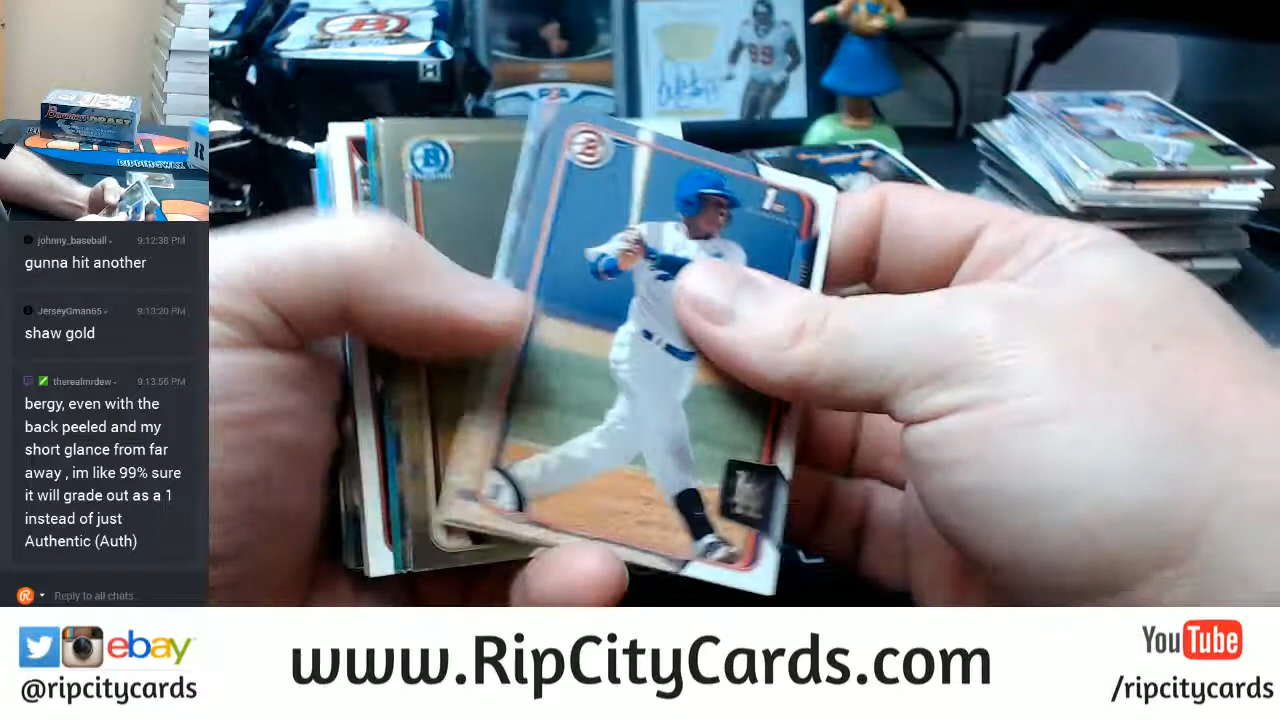 johnny_baseball
9:12:38 PM
gunna hit another
JerseyGman65
9:13:20 PM
shaw gold
therealmrdew
9:13:56 PM
bergy, even with the
back peeled and my
short glance from far
away , im like 99% sure
it will grade out as a 1
instead of just
Authentic (Auth)
Reply to all chats
BowmanDRAFT
B
99
B
B
1st
H
ebay
@ripcitycards
www.RipCityCards.com
YouTube
/ripcitycards